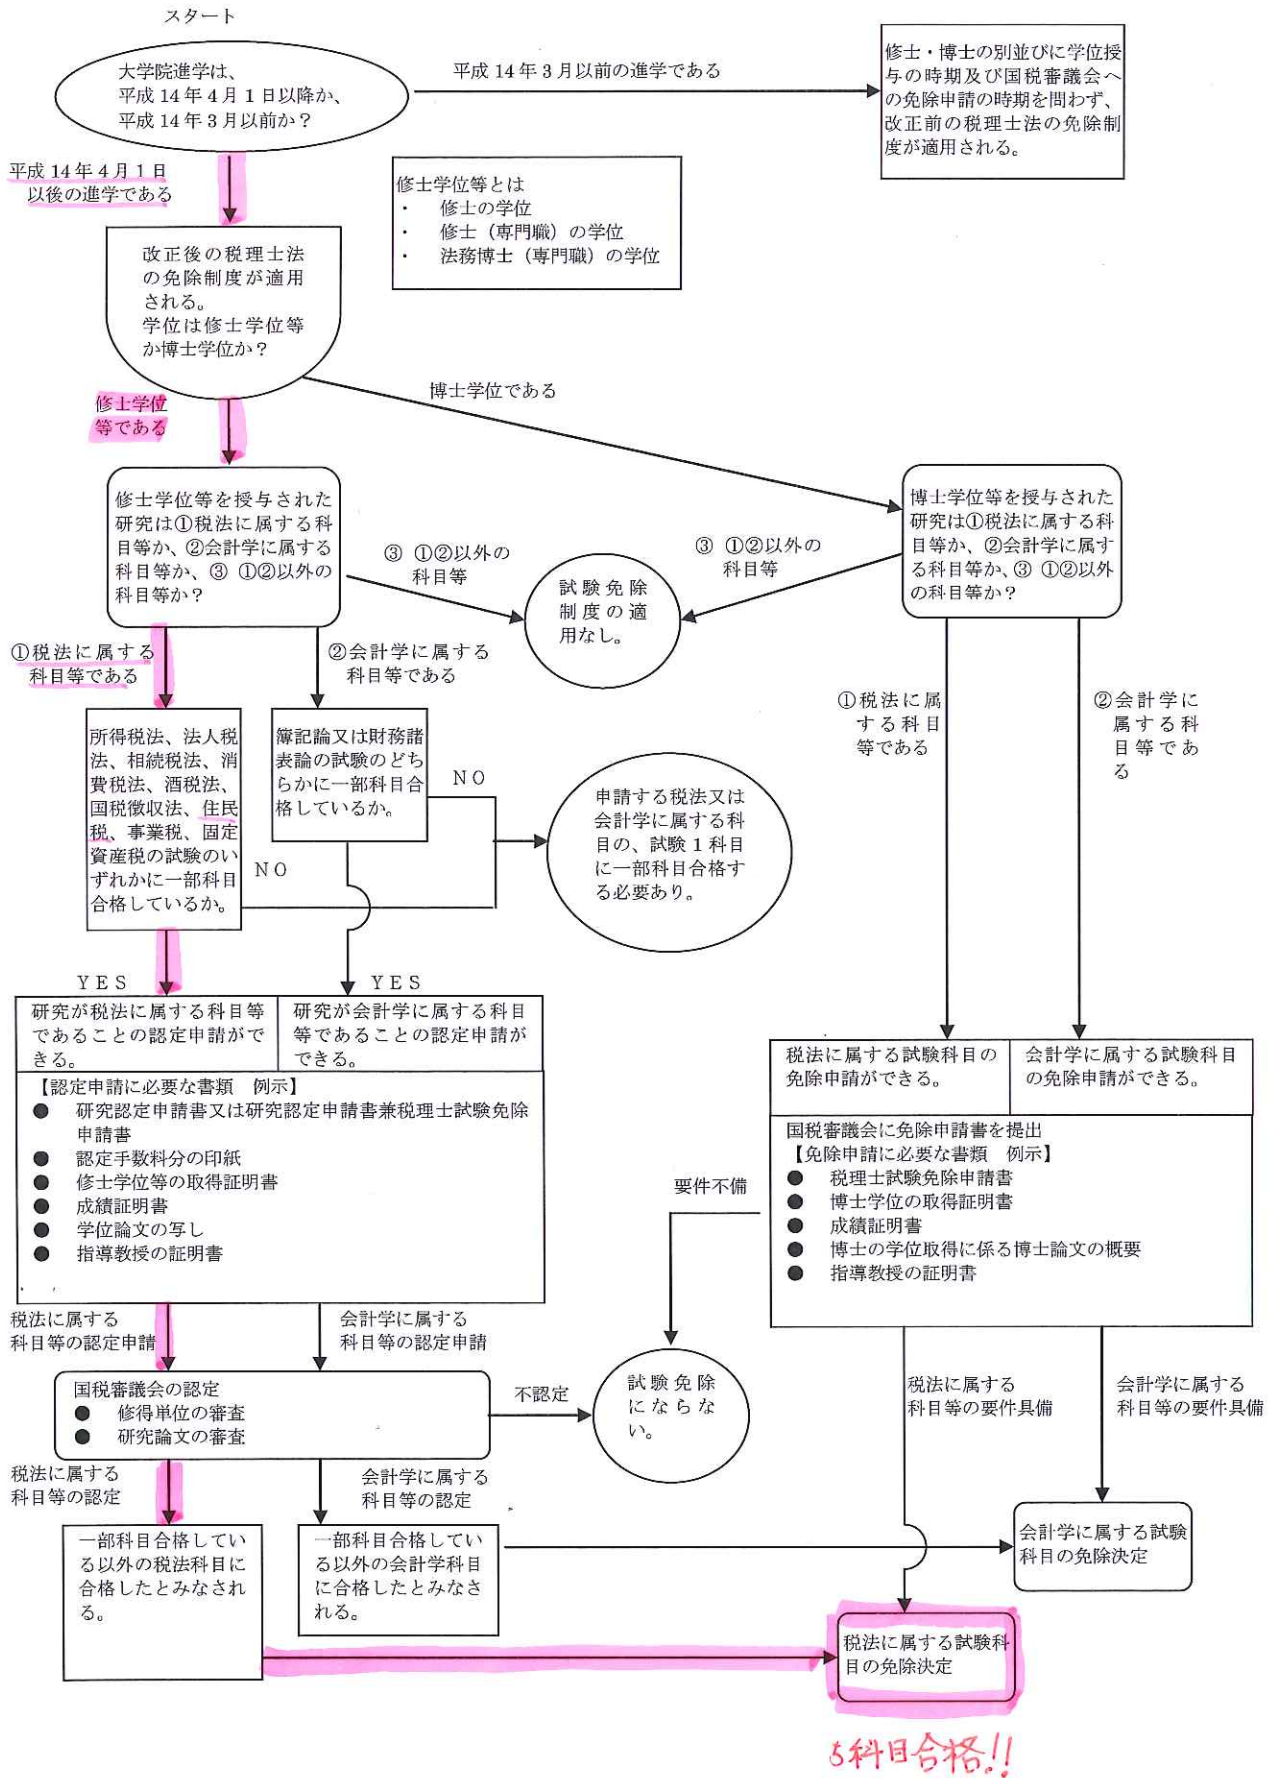 スタート
大学院進学は、
平成14年4月1日以降か、
平成14年3月以前か？
平成14年3月以前の進学である
修士・博士の別並びに学位授
与の時期及び国税審議会へ
の免除申請の時期を問わず、
改正前の税理士法の免除制
度が適用される。
平成14年4月1日
以後の進学である
修士学位等とは
・ 修士の学位
・ 修士（専門職）の学位
・ 法務博士（専門職）の学位
改正後の税理士法
の免除制度が適用
される。
学位は修士学位等
か博士学位か？
修士学位
等である
博士学位である
修士学位等を授与された
研究は①税法に属する科
目等か、②会計学に属する
科目等か、③ ①②以外の
科目等か？
③ ①②以外の
科目等
試験免除
制度の適
用なし。
③ ①②以外の
科目等
博士学位等を授与された
研究は①税法に属する科
目等か、②会計学に属す
る科目等か、③ ①②以外
の科目等か？
①税法に属する
科目等である
②会計学に属する
科目等である
①税法に属
する科目
等である
②会計学に
属する科
目等であ
る
所得税法、法人税
法、相続税法、消
費税法、酒税法、
国税徴収法、住民
税、事業税、固定
資産税の試験のい
ずれかに一部科目
合格しているか。
簿記論又は財務諸
表論の試験のどち
らかに一部科目合
格しているか。
NO
NO
申請する税法又は
会計学に属する科
目の、試験1科目
に一部科目合格す
る必要あり。
YES
YES
研究が税法に属する科目等
であることの認定申請がで
きる。
研究が会計学に属する科目
等であることの認定申請が
できる。
【認定申請に必要な書類 例示】
● 研究認定申請書又は研究認定申請書兼税理士試験免除
申請書
● 認定手数料分の印紙
● 修士学位等の取得証明書
● 成績証明書
● 学位論文の写し
● 指導教授の証明書
税法に属する試験科目の
免除申請ができる。
会計学に属する試験科目
の免除申請ができる。
国税審議会に免除申請書を提出
【免除申請に必要な書類 例示】
● 税理士試験免除申請書
● 博士学位の取得証明書
● 成績証明書
● 博士の学位取得に係る博士論文の概要
● 指導教授の証明書
要件不備
税法に属する
科目等の認定申請
会計学に属する
科目等の認定申請
国税審議会の認定
● 修得単位の審査
● 研究論文の審査
不認定
試験免除
にならな
い。
税法に属する
科目等の要件具備
会計学に属する
科目等の要件具備
税法に属する
科目等の認定
会計学に属する
科目等の認定
一部科目合格してい
る以外の税法科目に
合格したとみなされ
る。
一部科目合格してい
る以外の会計学科目
に合格したとみなさ
れる。
会計学に属する試験
科目の免除決定
税法に属する試験科
目の免除決定
5科目合格!!